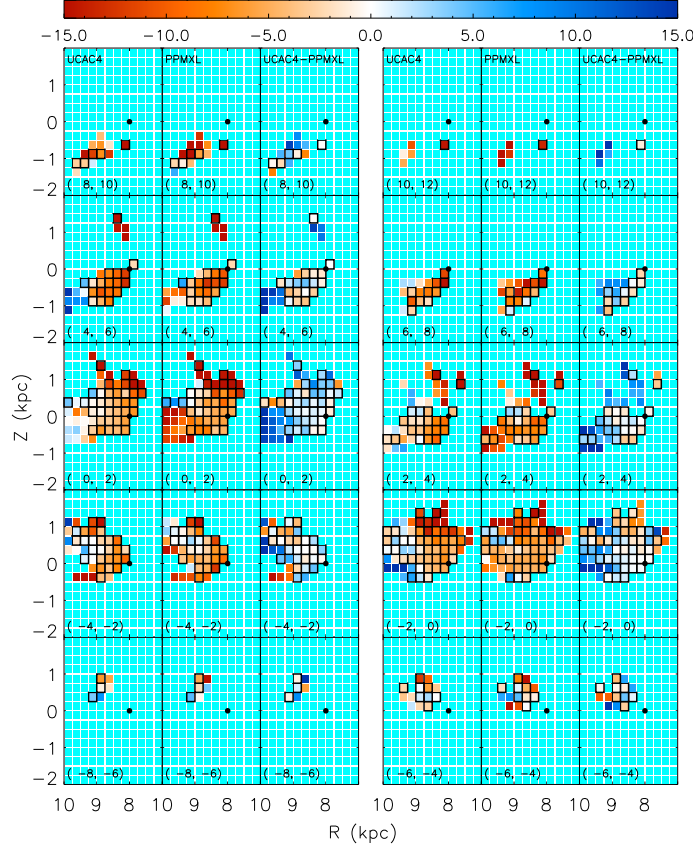 −15.0 −10.0 −5.0 0.0 5.0 10.0 15.0
UCAC4 PPMXL UCAC4−PPMXL UCAC4 PPMXL UCAC4−PPMXL
1
0
−1
( 8, 10) ( 8, 10) ( 8, 10) ( 10, 12) ( 10, 12) ( 10, 12)
−2
1
0
−1
( 4, 6) ( 4, 6) ( 4, 6) ( 6, 8) ( 6, 8) ( 6, 8)
−2
1
Z (kpc)
0
−1
( 0, 2) ( 0, 2) ( 0, 2) ( 2, 4) ( 2, 4) ( 2, 4)
−2
1
0
−1
( −4, −2) ( −4, −2) ( −4, −2) ( −2, 0) ( −2, 0) ( −2, 0)
−2
1
0
−1
( −8, −6) ( −8, −6) ( −8, −6) ( −6, −4) ( −6, −4) ( −6, −4)
−2
10 9 8 10 9 8 10 9 8 10 9 8 10 9 8 10 9 8
R (kpc)